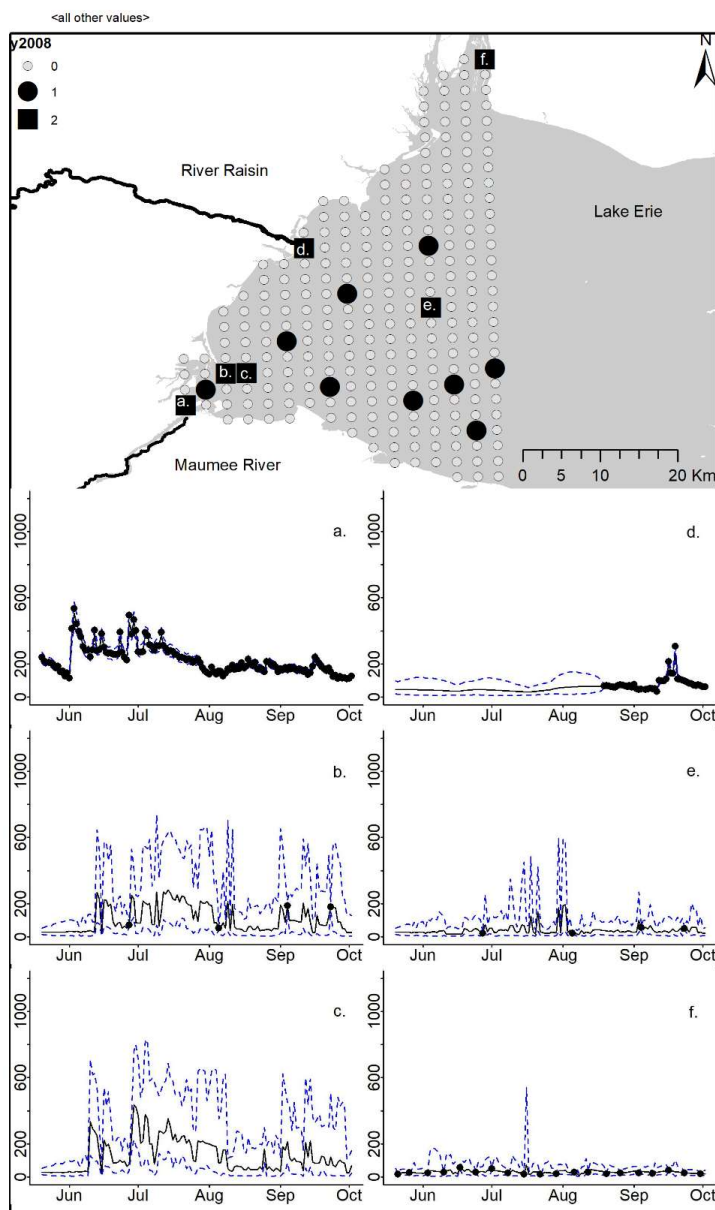 <all other values>
y2008
0
1
2
N
f.
River Raisin
Lake Erie
d.
e.
b. c.
a.
Maumee River
0 5 10 20 Km
a.
0 200 600 1000
Jun Jul Aug Sep Oct
d.
0 200 600 1000
Jun Jul Aug Sep Oct
b.
0 200 600 1000
Jun Jul Aug Sep Oct
e.
0 200 600 1000
Jun Jul Aug Sep Oct
c.
0 200 600 1000
Jun Jul Aug Sep Oct
f.
0 200 600 1000
Jun Jul Aug Sep Oct